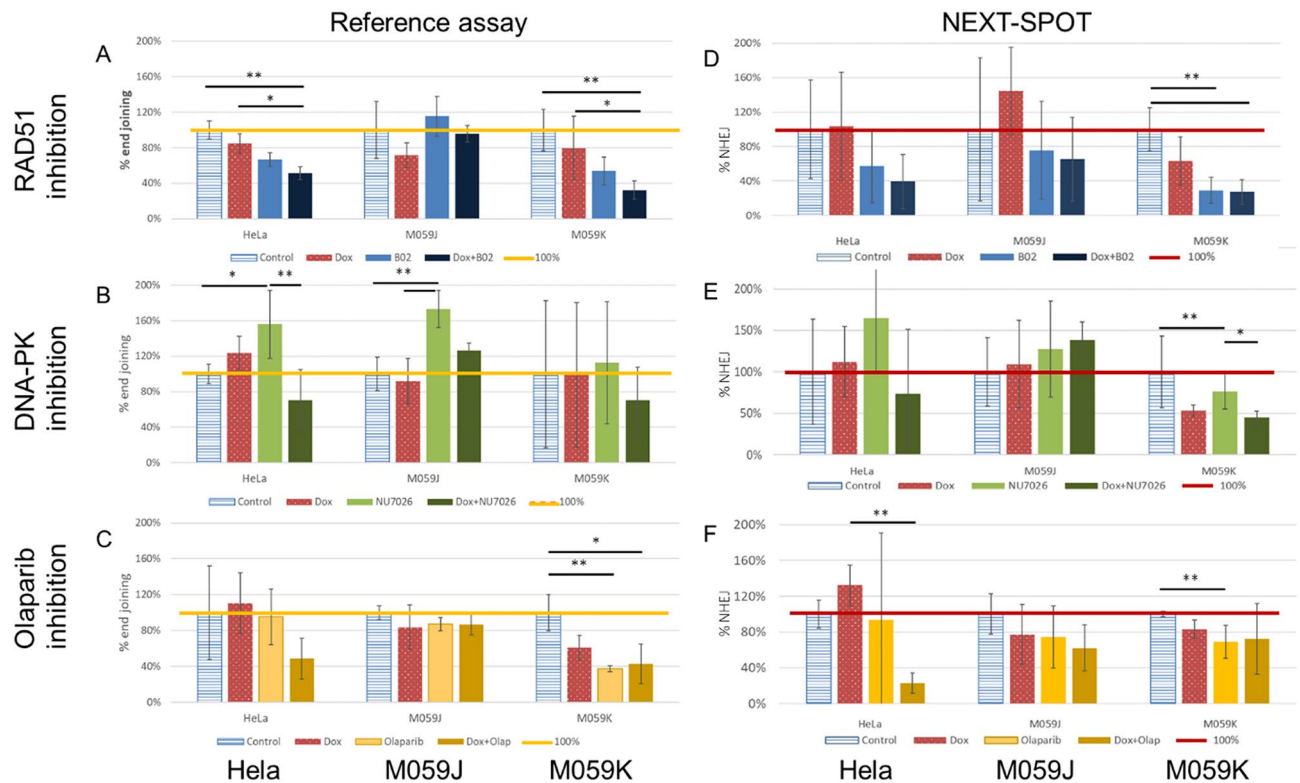 Reference assay
NEXT-SPOT
RAD51 inhibition
A
% end joining
200%
160%
120%
80%
40%
0%
**
*
**
*
HeLa
M059J
M059K
Control Dox B02 Dox+B02 100%
D
% NHEJ
200%
160%
120%
80%
40%
0%
**
HeLa
M059J
M059K
Control Dox B02 Dox+B02 100%
DNA-PK inhibition
B
% end joining
200%
160%
120%
80%
40%
0%
*
**
**
HeLa
M059J
M059K
Control Dox NU7026 Dox+NU7026 100%
E
% NHEJ
200%
150%
100%
50%
0%
**
*
HeLa
M059J
M059K
Control Dox NU7026 Dox+NU7026 100%
Olaparib inhibition
C
% end joining
200%
160%
120%
80%
40%
0%
*
**
HeLa
M059J
M059K
Control Dox Olaparib Dox+Olap 100%
F
% NHEJ
200%
160%
120%
80%
40%
0%
**
**
HeLa
M059J
M059K
Control Dox Olaparib Dox+Olap 100%
Hela M059J M059K
Hela M059J M059K